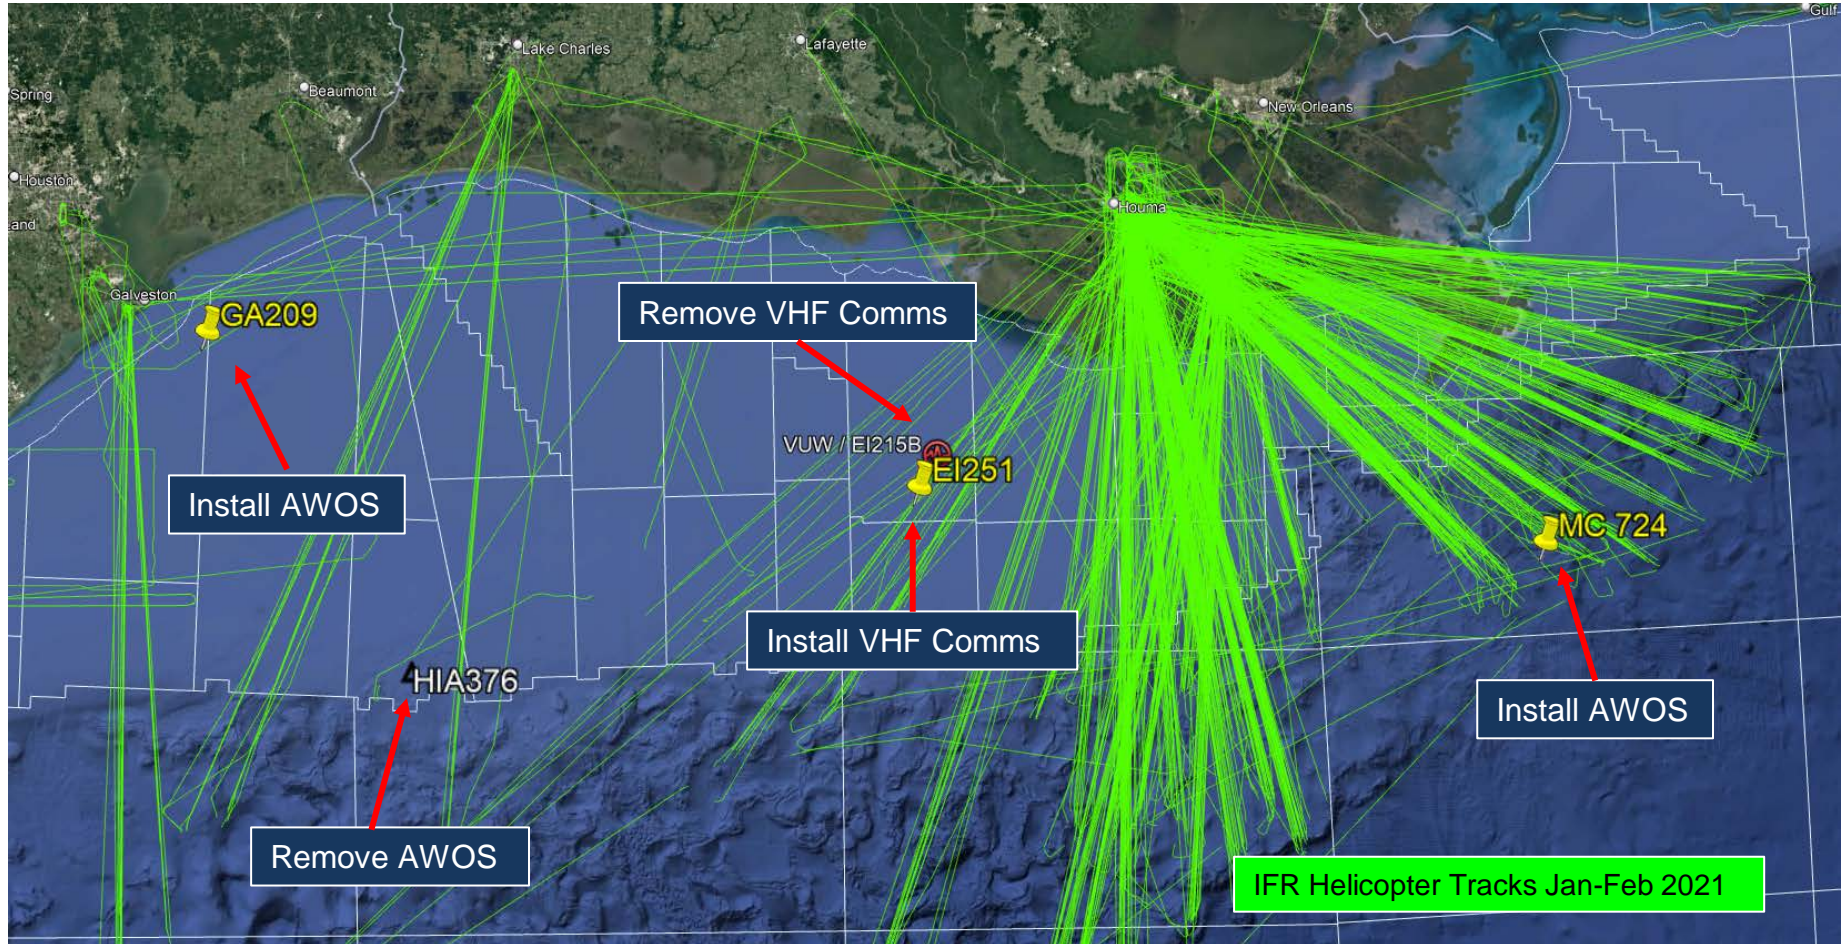 Gulf
Lake Charles
Lafayette
Spring
Beaumont
New Orleans
Houston
Land
Houma
Galveston
GA209
Remove VHF Comms
VUW / EI215B
EI251
Install AWOS
MC 724
Install VHF Comms
HIA376
Install AWOS
Remove AWOS
IFR Helicopter Tracks Jan-Feb 2021